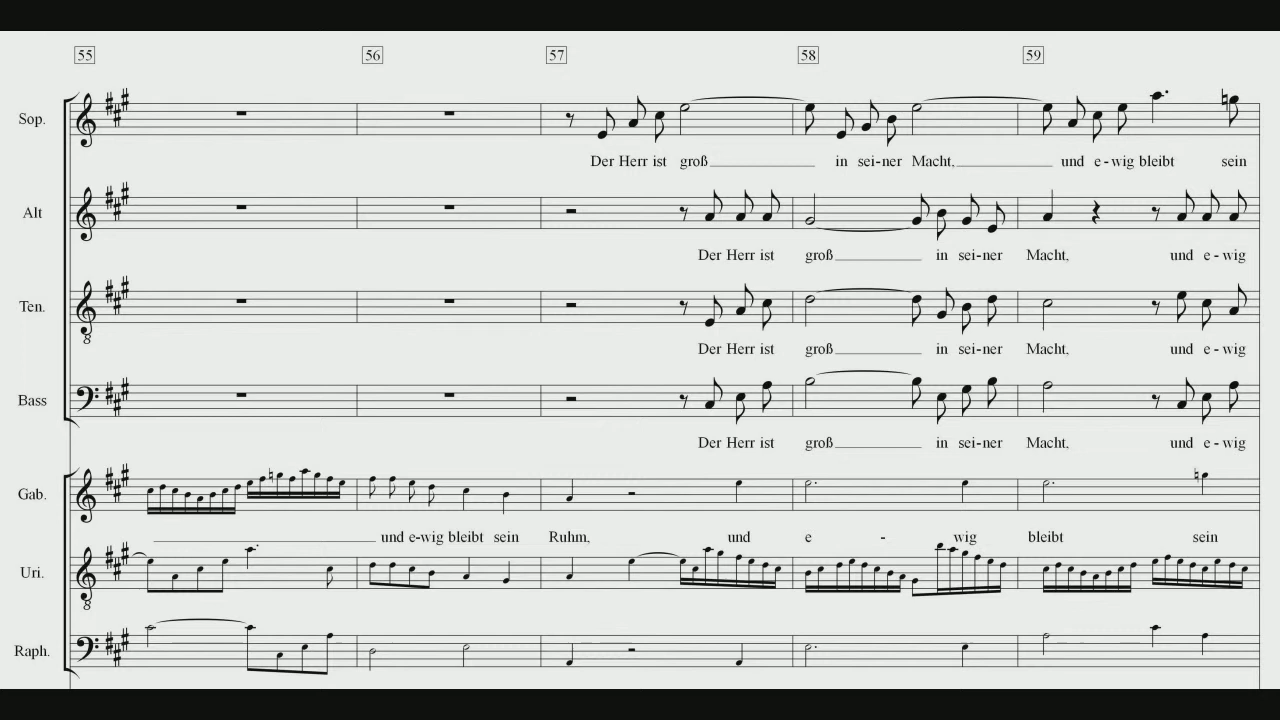 55 56 57 58 59
Sop.
Der Herr ist groß in sei-ner Macht, und e-wig bleibt sein
Alt
Der Herr ist groß in sei-ner Macht, und e-wig
Ten.
8
Der Herr ist groß in sei-ner Macht, und e-wig
Bass
Der Herr ist groß in sei-ner Macht, und e-wig
Gab.
und e-wig bleibt sein Ruhm, und e - wig bleibt sein
Uri.
8
Raph.